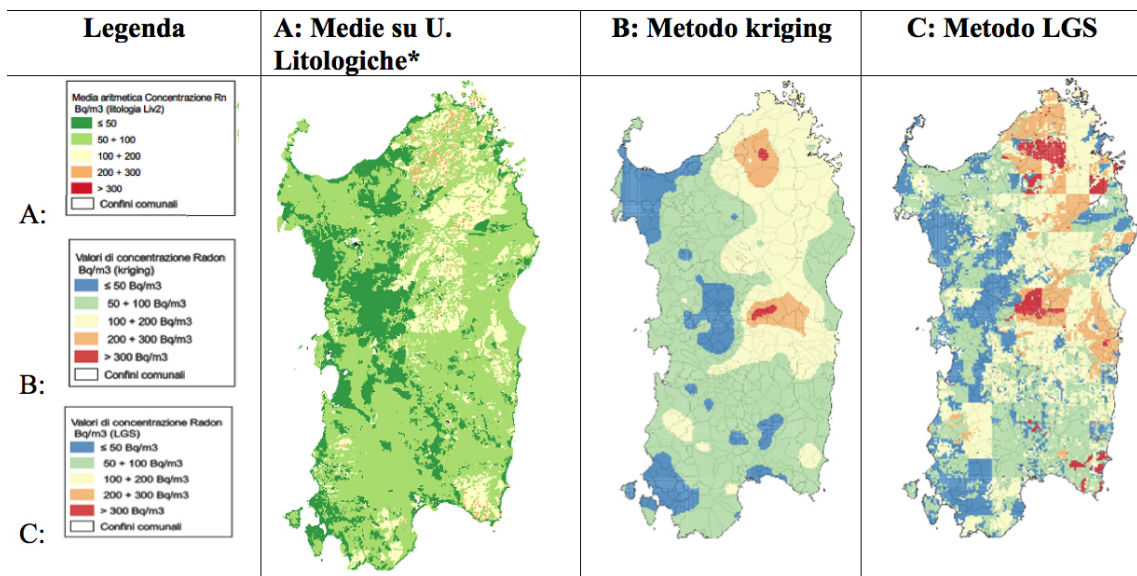 Legenda
A: Medie su U.
Litologiche*
B: Metodo kriging
C: Metodo LGS
Media aritmetica Concentrazione Rn
Bq/m3 (litologia Liv2)
≤ 50
50 ÷ 100
100 ÷ 200
200 ÷ 300
> 300
Confini comunali
A:
Valori di concentrazione Radon
Bq/m3 (kriging)
≤ 50 Bq/m3
50 ÷ 100 Bq/m3
100 ÷ 200 Bq/m3
200 ÷ 300 Bq/m3
> 300 Bq/m3
Confini comunali
B:
Valori di concentrazione Radon
Bq/m3 (LGS)
≤ 50 Bq/m3
50 ÷ 100 Bq/m3
100 ÷ 200 Bq/m3
200 ÷ 300 Bq/m3
> 300 Bq/m3
Confini comunali
C: